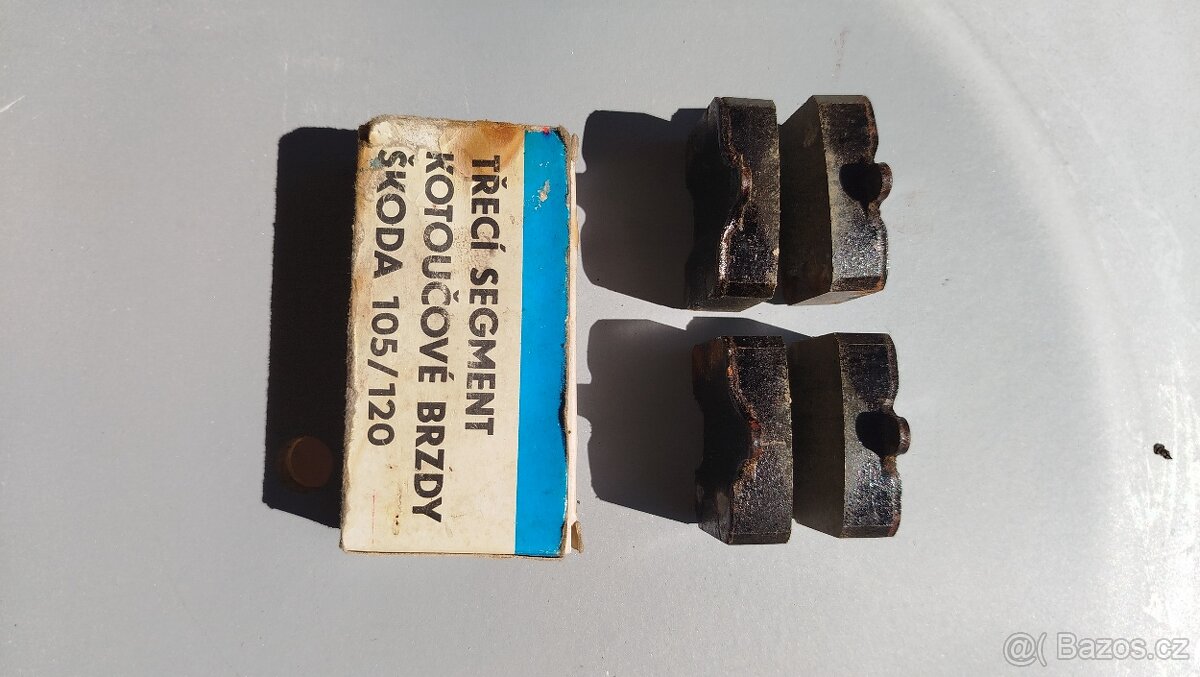 TŘECÍ SEGMENT
KOTOUČOVÉ BRZDY
ŠKODA 105/120
@( Bazos.cz